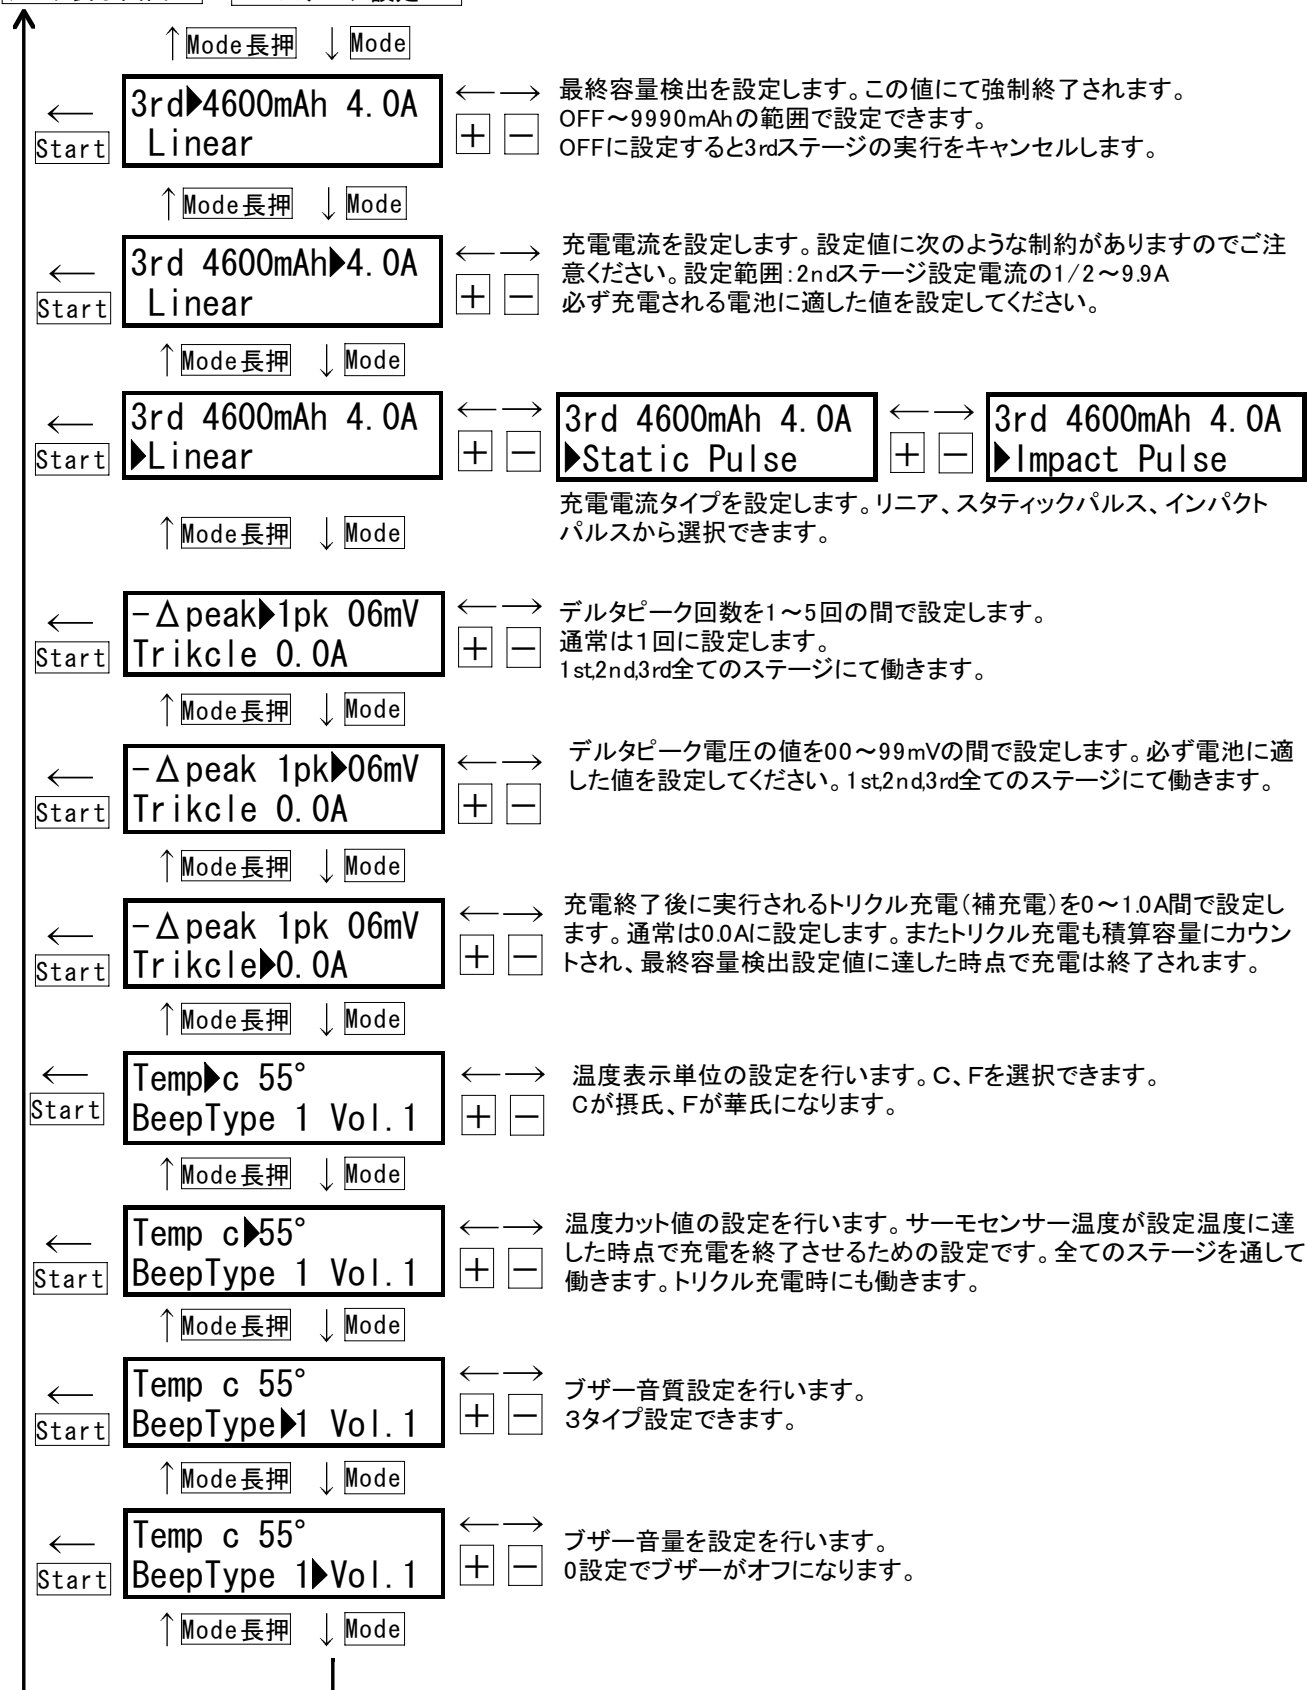 ↑Mode長押 ↓Mode
3rd▶4600mAh 4.0A
Linear
← Start
←→ + −
最終容量検出を設定します。この値にて強制終了されます。
OFF～9990mAhの範囲で設定できます。
OFFに設定すると3rdステージの実行をキャンセルします。
↑Mode長押 ↓Mode
3rd 4600mAh▶4.0A
Linear
← Start
←→ + −
充電電流を設定します。設定値に次のような制約がありますのでご注
意ください。設定範囲:2ndステージ設定電流の1/2～9.9A
必ず充電される電池に適した値を設定してください。
↑Mode長押 ↓Mode
3rd 4600mAh 4.0A
▶Linear
← Start
←→ + −
3rd 4600mAh 4.0A
▶Static Pulse
←→ + −
3rd 4600mAh 4.0A
▶Impact Pulse
充電電流タイプを設定します。リニア、スタティックパルス、インパクト
パルスから選択できます。
↑Mode長押 ↓Mode
−Δpeak▶1pk 06mV
Trikcle 0.0A
← Start
←→ + −
デルタピーク回数を1～5回の間で設定します。
通常は1回に設定します。
1st,2nd,3rd全てのステージにて働きます。
↑Mode長押 ↓Mode
−Δpeak 1pk▶06mV
Trikcle 0.0A
← Start
←→ + −
デルタピーク電圧の値を00～99mVの間で設定します。必ず電池に適
した値を設定してください。1st,2nd,3rd全てのステージにて働きます。
↑Mode長押 ↓Mode
−Δpeak 1pk 06mV
Trikcle▶0.0A
← Start
←→ + −
充電終了後に実行されるトリクル充電(補充電)を0～1.0A間で設定し
ます。通常は0.0Aに設定します。またトリクル充電も積算容量にカウン
トされ、最終容量検出設定値に達した時点で充電は終了されます。
↑Mode長押 ↓Mode
Temp▶c 55°
BeepType 1 Vol.1
← Start
←→ + −
温度表示単位の設定を行います。C、Fを選択できます。
Cが摂氏、Fが華氏になります。
↑Mode長押 ↓Mode
Temp c▶55°
BeepType 1 Vol.1
← Start
←→ + −
温度カット値の設定を行います。サーモセンサー温度が設定温度に達
した時点で充電を終了させるための設定です。全てのステージを通して
働きます。トリクル充電時にも働きます。
↑Mode長押 ↓Mode
Temp c 55°
BeepType▶1 Vol.1
← Start
←→ + −
ブザー音質設定を行います。
3タイプ設定できます。
↑Mode長押 ↓Mode
Temp c 55°
BeepType 1▶Vol.1
← Start
←→ + −
ブザー音量を設定を行います。
0設定でブザーがオフになります。
↑Mode長押 ↓Mode